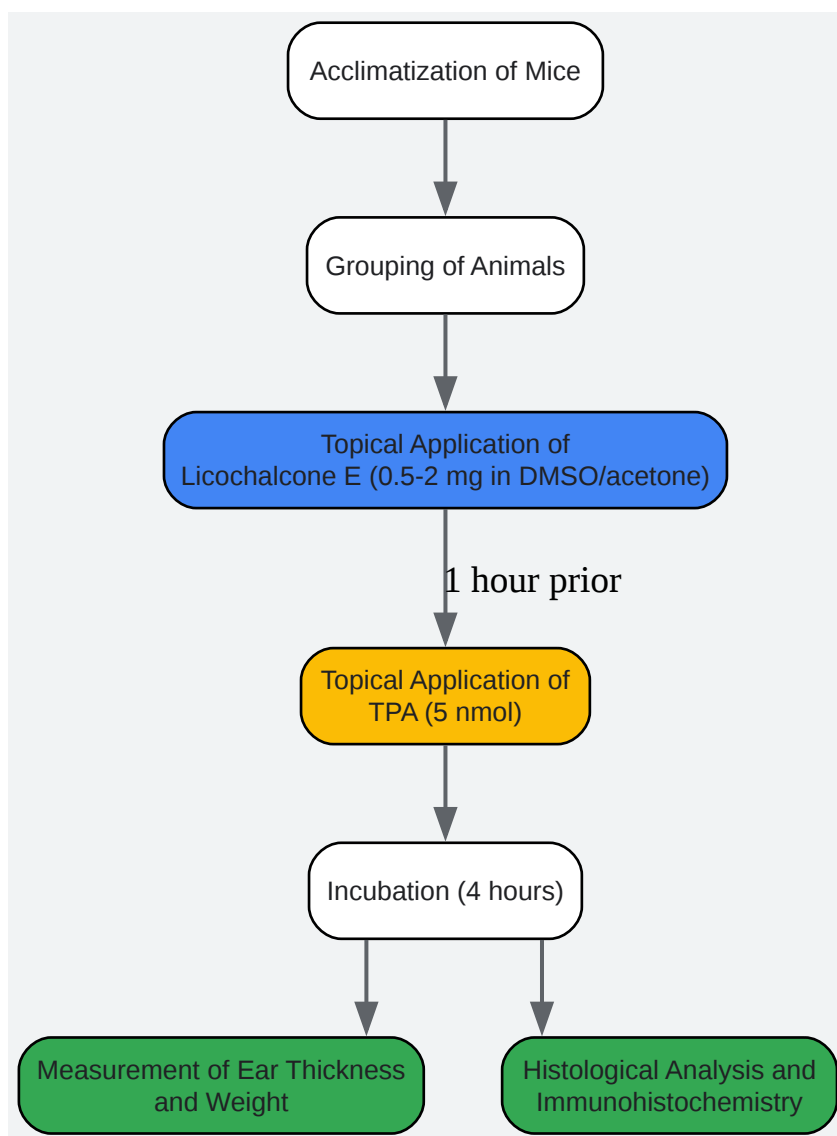 Acclimatization of Mice
Grouping of Animals
Topical Application of
Licochalcone E (0.5-2 mg in DMSO/acetone)
1 hour prior
Topical Application of
TPA (5 nmol)
Incubation (4 hours)
Measurement of Ear Thickness
and Weight
Histological Analysis and
Immunohistochemistry